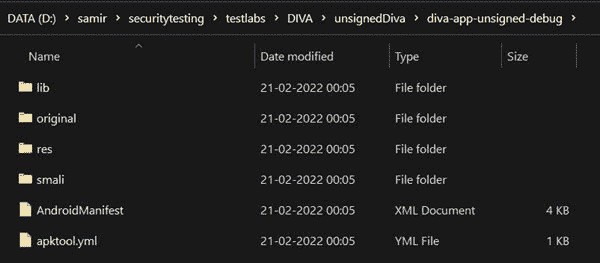 DATA (D:) › samir › securitytesting › testlabs › DIVA › unsignedDiva › diva-app-unsigned-debug ›
Name Date modified Type Size
lib 21-02-2022 00:05 File folder
original 21-02-2022 00:05 File folder
res 21-02-2022 00:05 File folder
smali 21-02-2022 00:05 File folder
AndroidManifest 21-02-2022 00:05 XML Document 4 KB
apktool.yml 21-02-2022 00:05 YML File 1 KB